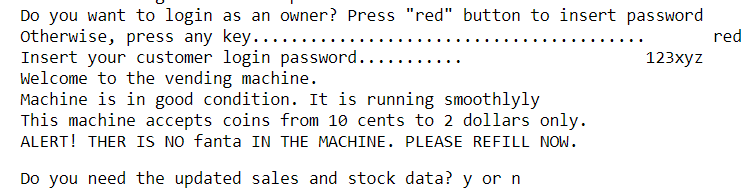 Do you want to login as an owner? Press "red" button to insert password
Otherwise, press any key......................................... red
Insert your customer login password........... 123xyz
Welcome to the vending machine.
Machine is in good condition. It is running smoothlyly
This machine accepts coins from 10 cents to 2 dollars only.
ALERT! THER IS NO fanta IN THE MACHINE. PLEASE REFILL NOW.
Do you need the updated sales and stock data? y or n